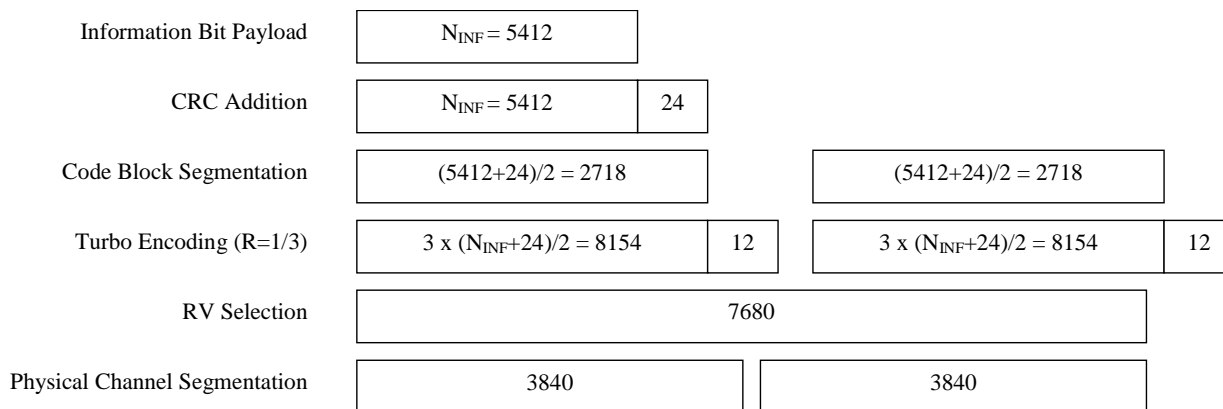 Information Bit Payload N_INF = 5412
CRC Addition N_INF = 5412 24
Code Block Segmentation (5412+24)/2 = 2718 (5412+24)/2 = 2718
Turbo Encoding (R=1/3) 3 x (N_INF+24)/2 = 8154 12 3 x (N_INF+24)/2 = 8154 12
RV Selection 7680
Physical Channel Segmentation 3840 3840